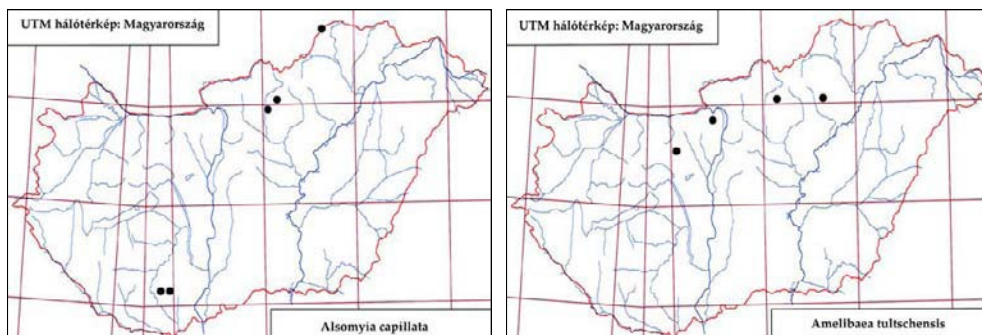 UTM hálótérkép: Magyarország
Alsomyia capillata
UTM hálótérkép: Magyarország
Amelibaea tultschensis